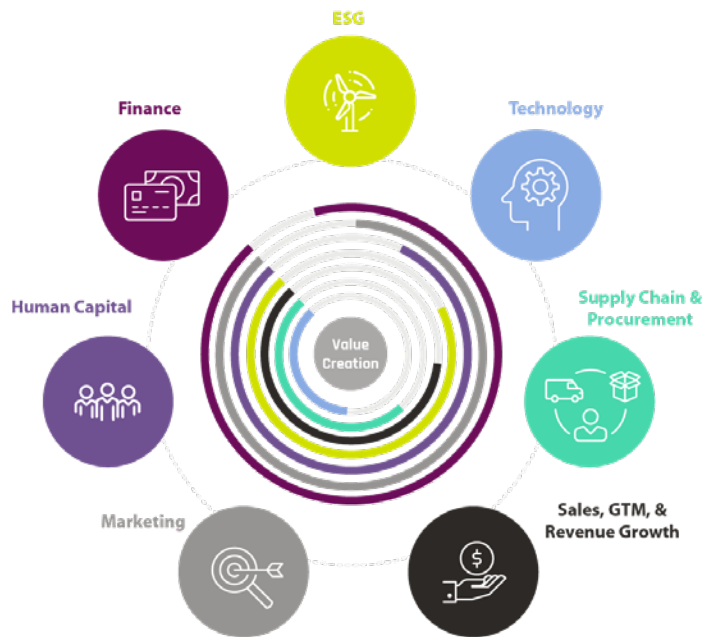 ESG
Finance
Technology
Human Capital
Supply Chain &
Procurement
Value
Creation
Marketing
Sales, GTM, &
Revenue Growth
$